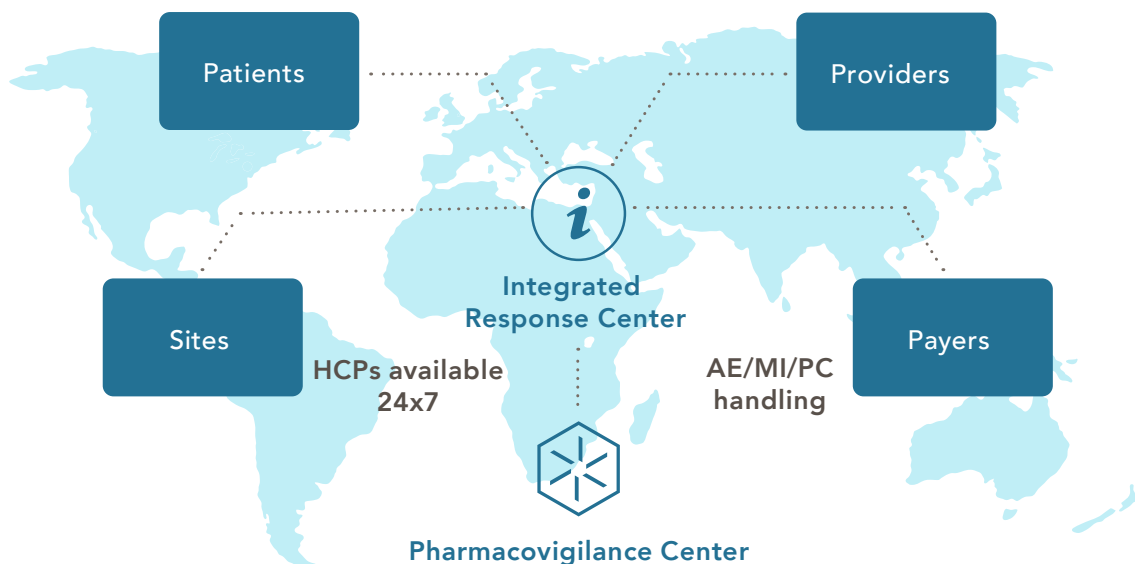 Patients
Providers
Integrated
Response Center
Sites
Payers
HCPs available
24x7
AE/MI/PC
handling
Pharmacovigilance Center